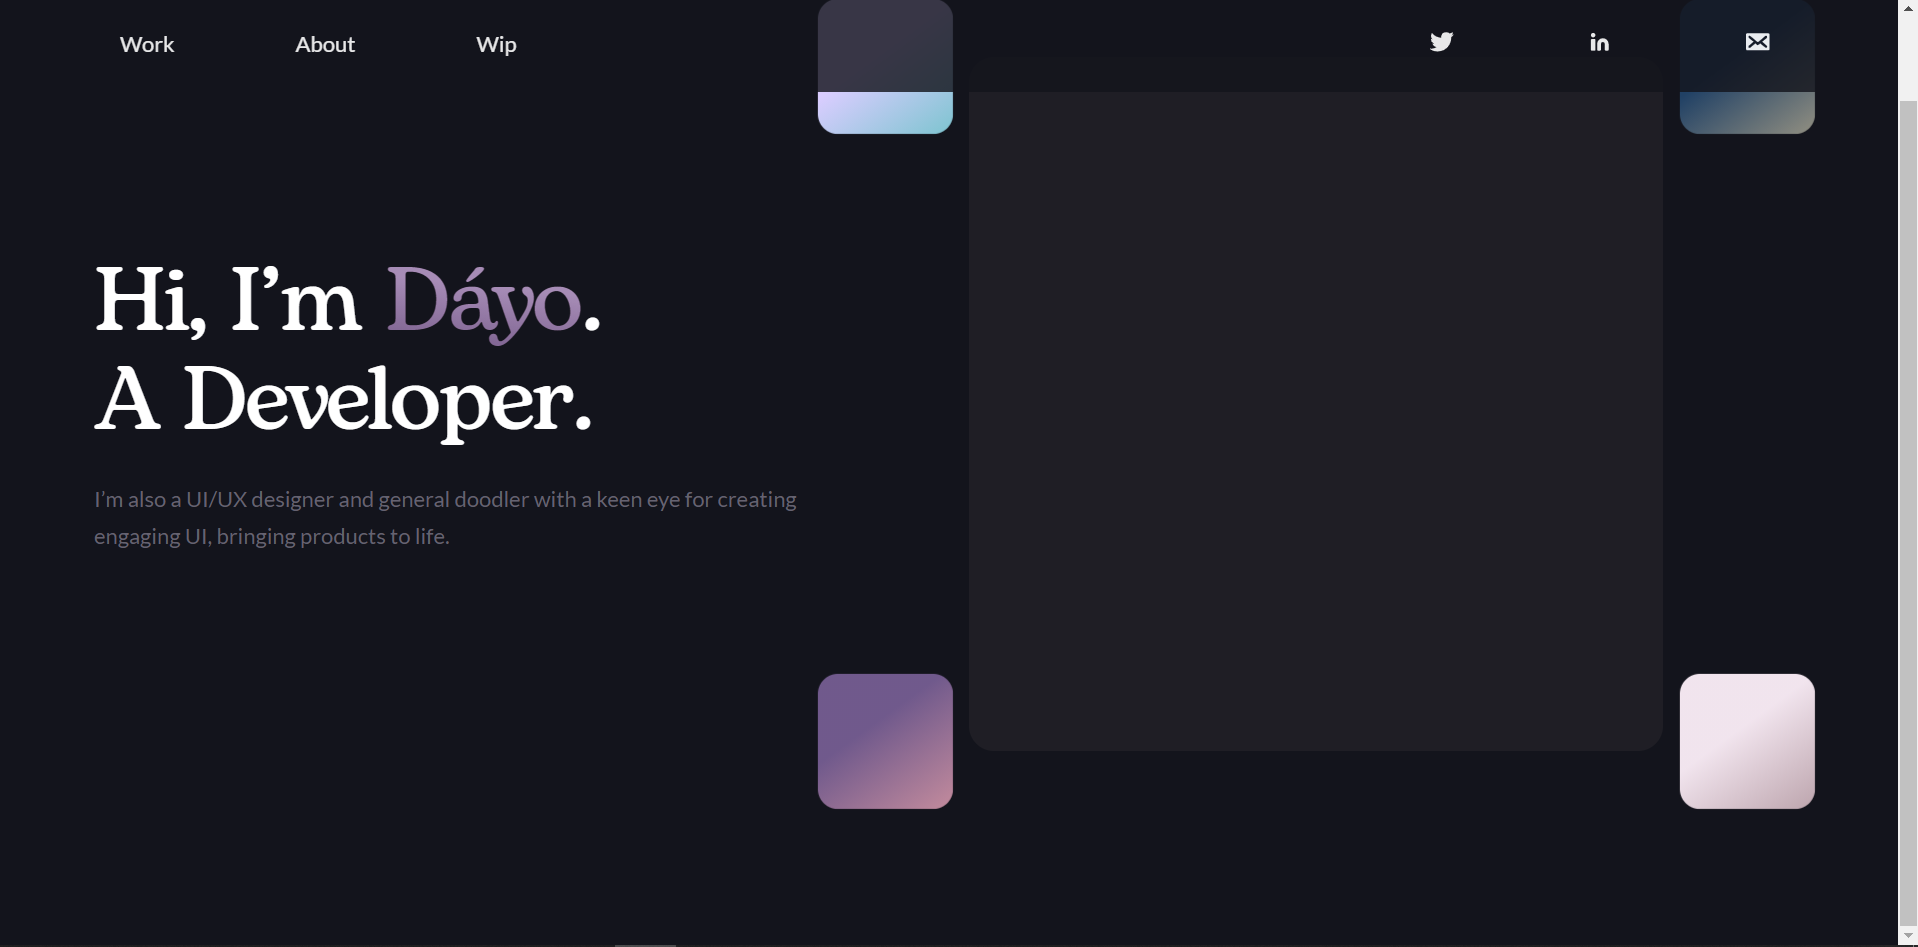 Work About Wip
Hi, I’m Dáyo.
A Developer.
I’m also a UI/UX designer and general doodler with a keen eye for creating
engaging UI, bringing products to life.